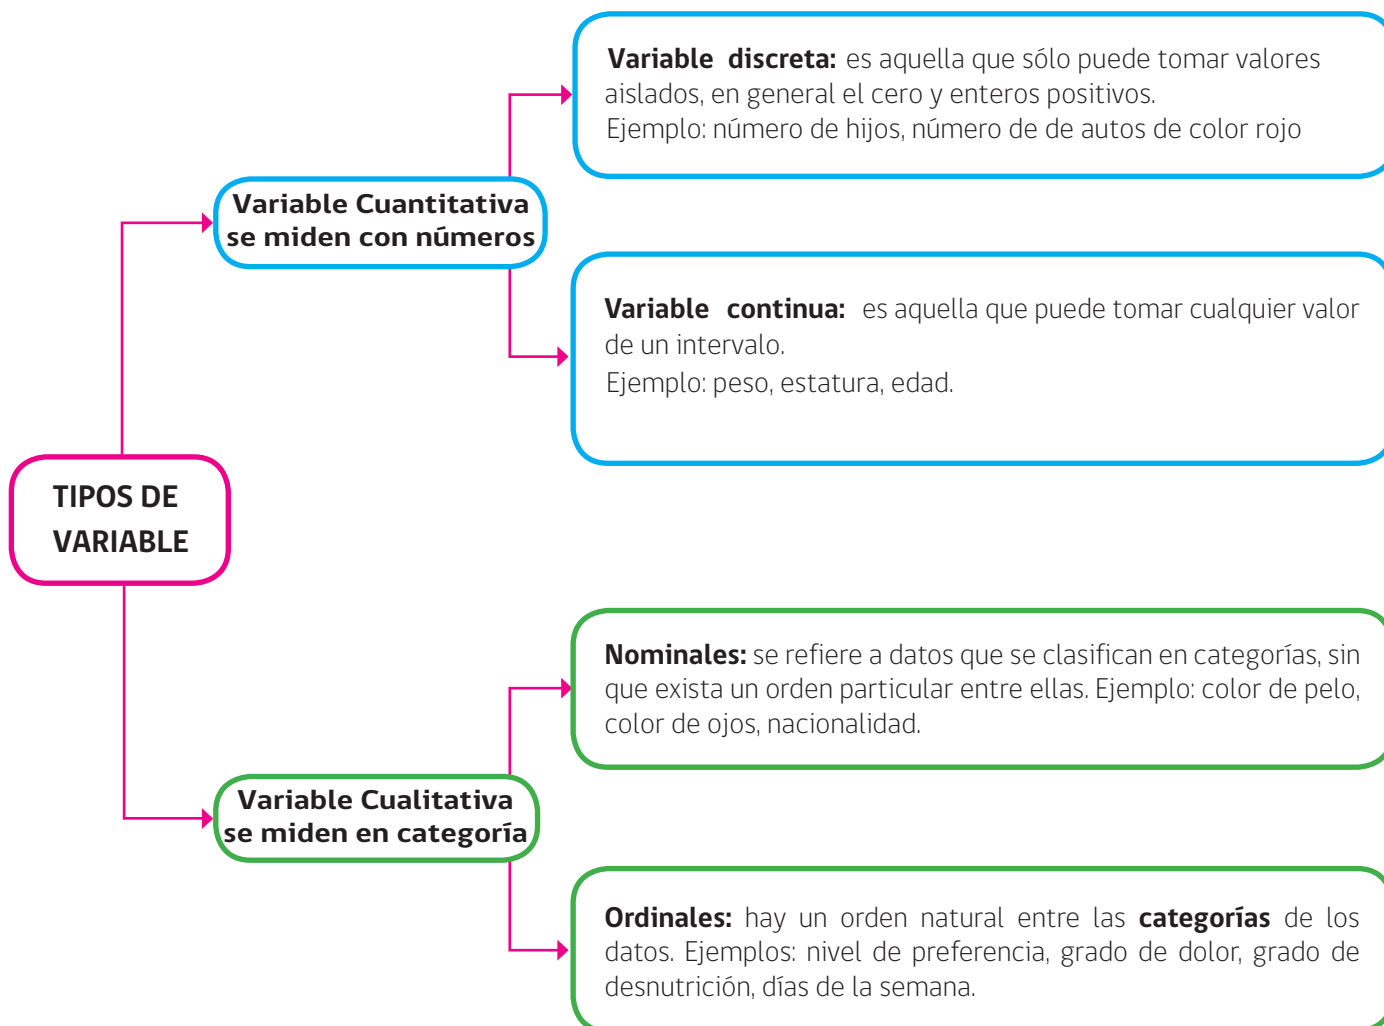 Variable discreta: es aquella que sólo puede tomar valores
aislados, en general el cero y enteros positivos.
Ejemplo: número de hijos, número de de autos de color rojo
Variable Cuantitativa
se miden con números
Variable continua: es aquella que puede tomar cualquier valor
de un intervalo.
Ejemplo: peso, estatura, edad.
TIPOS DE
VARIABLE
Nominales: se refiere a datos que se clasifican en categorías, sin
que exista un orden particular entre ellas. Ejemplo: color de pelo,
color de ojos, nacionalidad.
Variable Cualitativa
se miden en categoría
Ordinales: hay un orden natural entre las categorías de los
datos. Ejemplos: nivel de preferencia, grado de dolor, grado de
desnutrición, días de la semana.